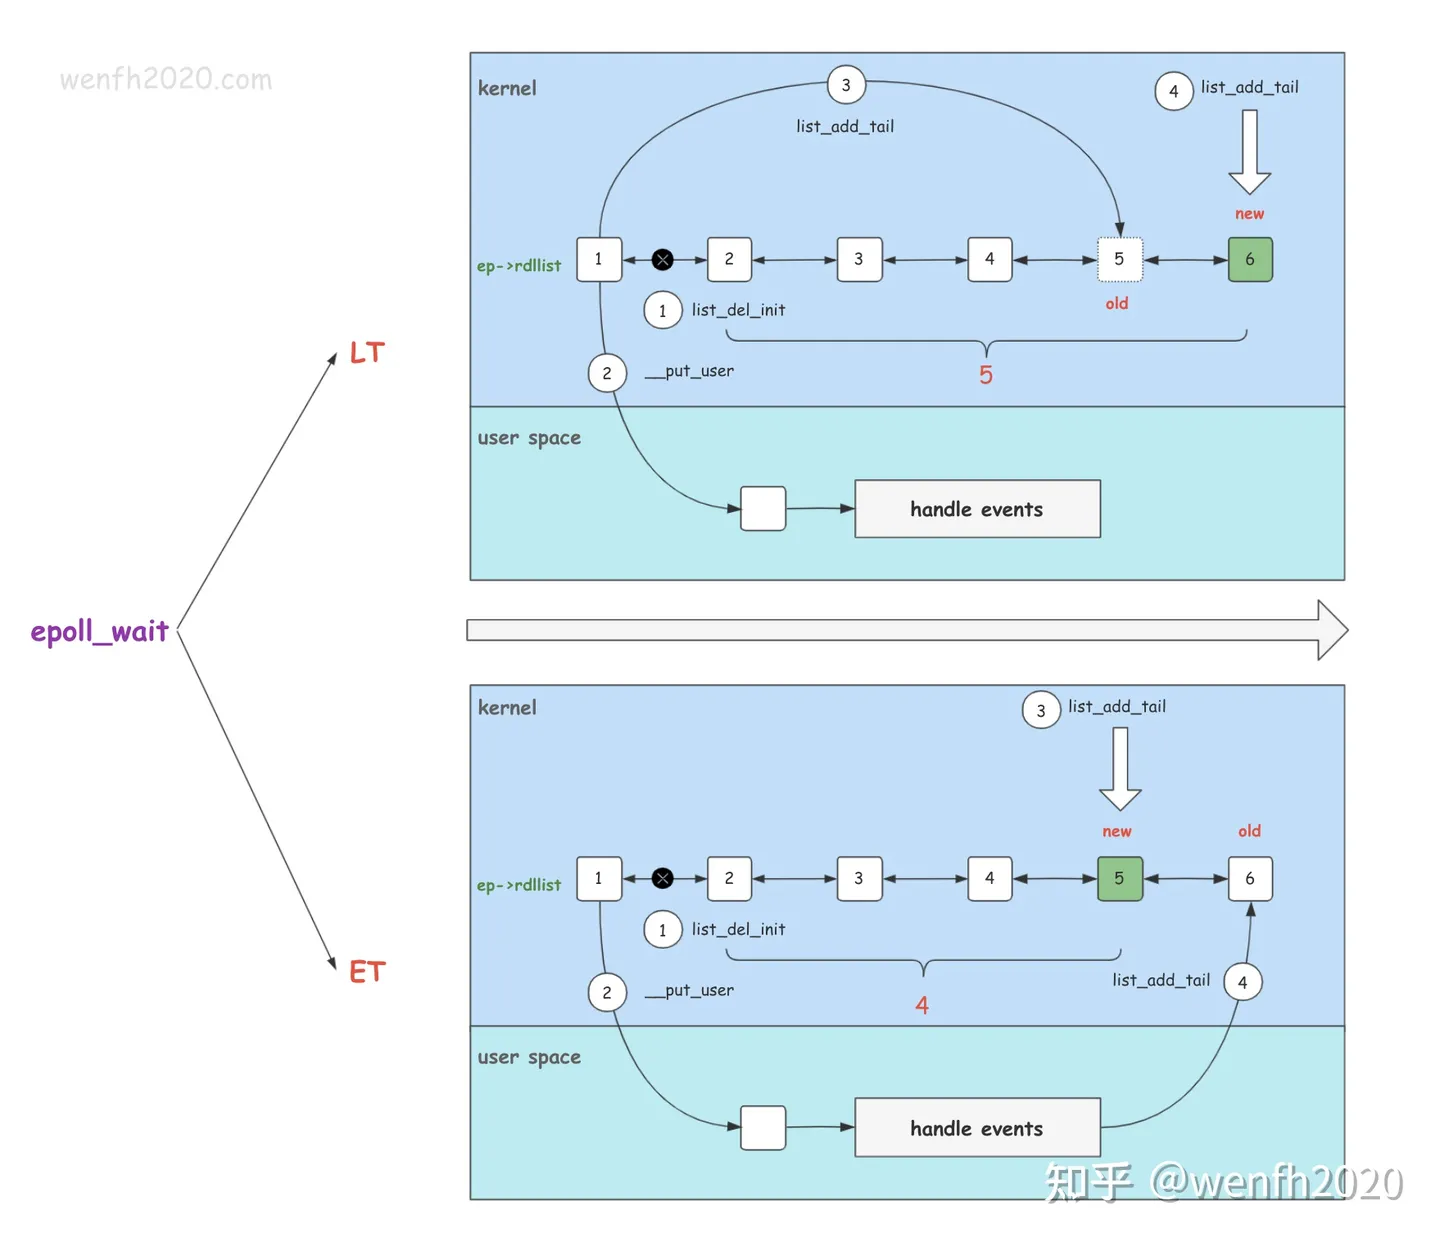 wenfh2020.com
kernel
3
list_add_tail
4 list_add_tail
new
ep->rdllist 1 2 3 4 5 6
1 list_del_init
old
2 __put_user
5
LT
user space
handle events
epoll_wait
kernel
3 list_add_tail
new old
ep->rdllist 1 2 3 4 5 6
1 list_del_init
2 __put_user
4
list_add_tail 4
ET
user space
handle events
知乎 @wenfh2020